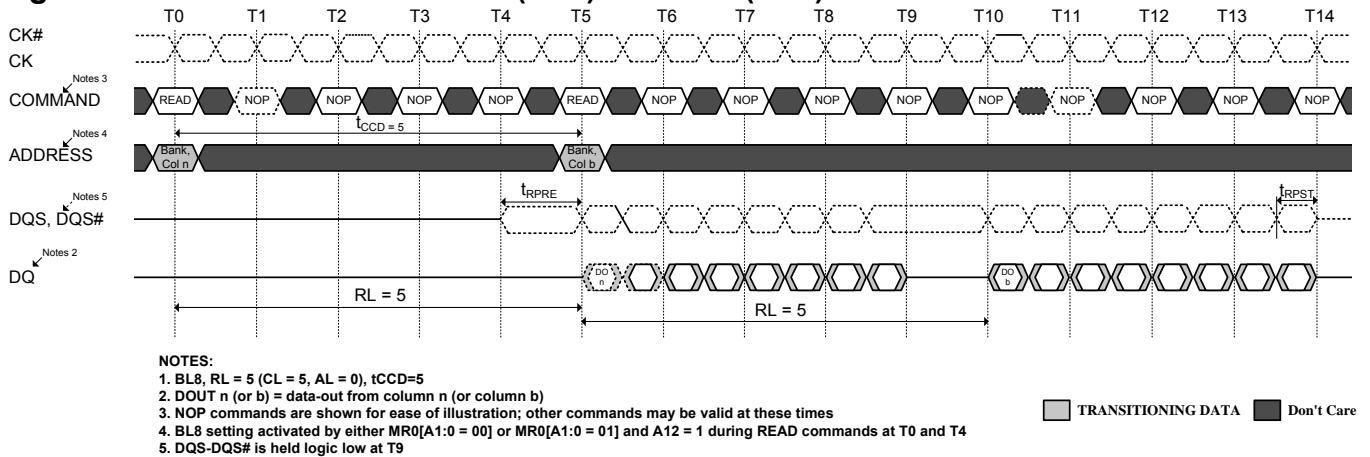 T0 T1 T2 T3 T4 T5 T6 T7 T8 T9 T10 T11 T12 T13 T14
CK#
CK
Notes 3
COMMAND READ NOP NOP NOP NOP READ NOP NOP NOP NOP NOP NOP NOP NOP NOP
tCCD = 5
Notes 4
ADDRESS
Bank, Col n
Bank, Col b
Notes 5
tRPRE
tRPST
DQS, DQS#
Notes 2
DQ
DO n
DO b
RL = 5
RL = 5
NOTES:
1. BL8, RL = 5 (CL = 5, AL = 0), tCCD=5
2. DOUT n (or b) = data-out from column n (or column b)
3. NOP commands are shown for ease of illustration; other commands may be valid at these times
4. BL8 setting activated by either MR0[A1:0 = 00] or MR0[A1:0 = 01] and A12 = 1 during READ commands at T0 and T4
5. DQS-DQS# is held logic low at T9
TRANSITIONING DATA
Don't Care